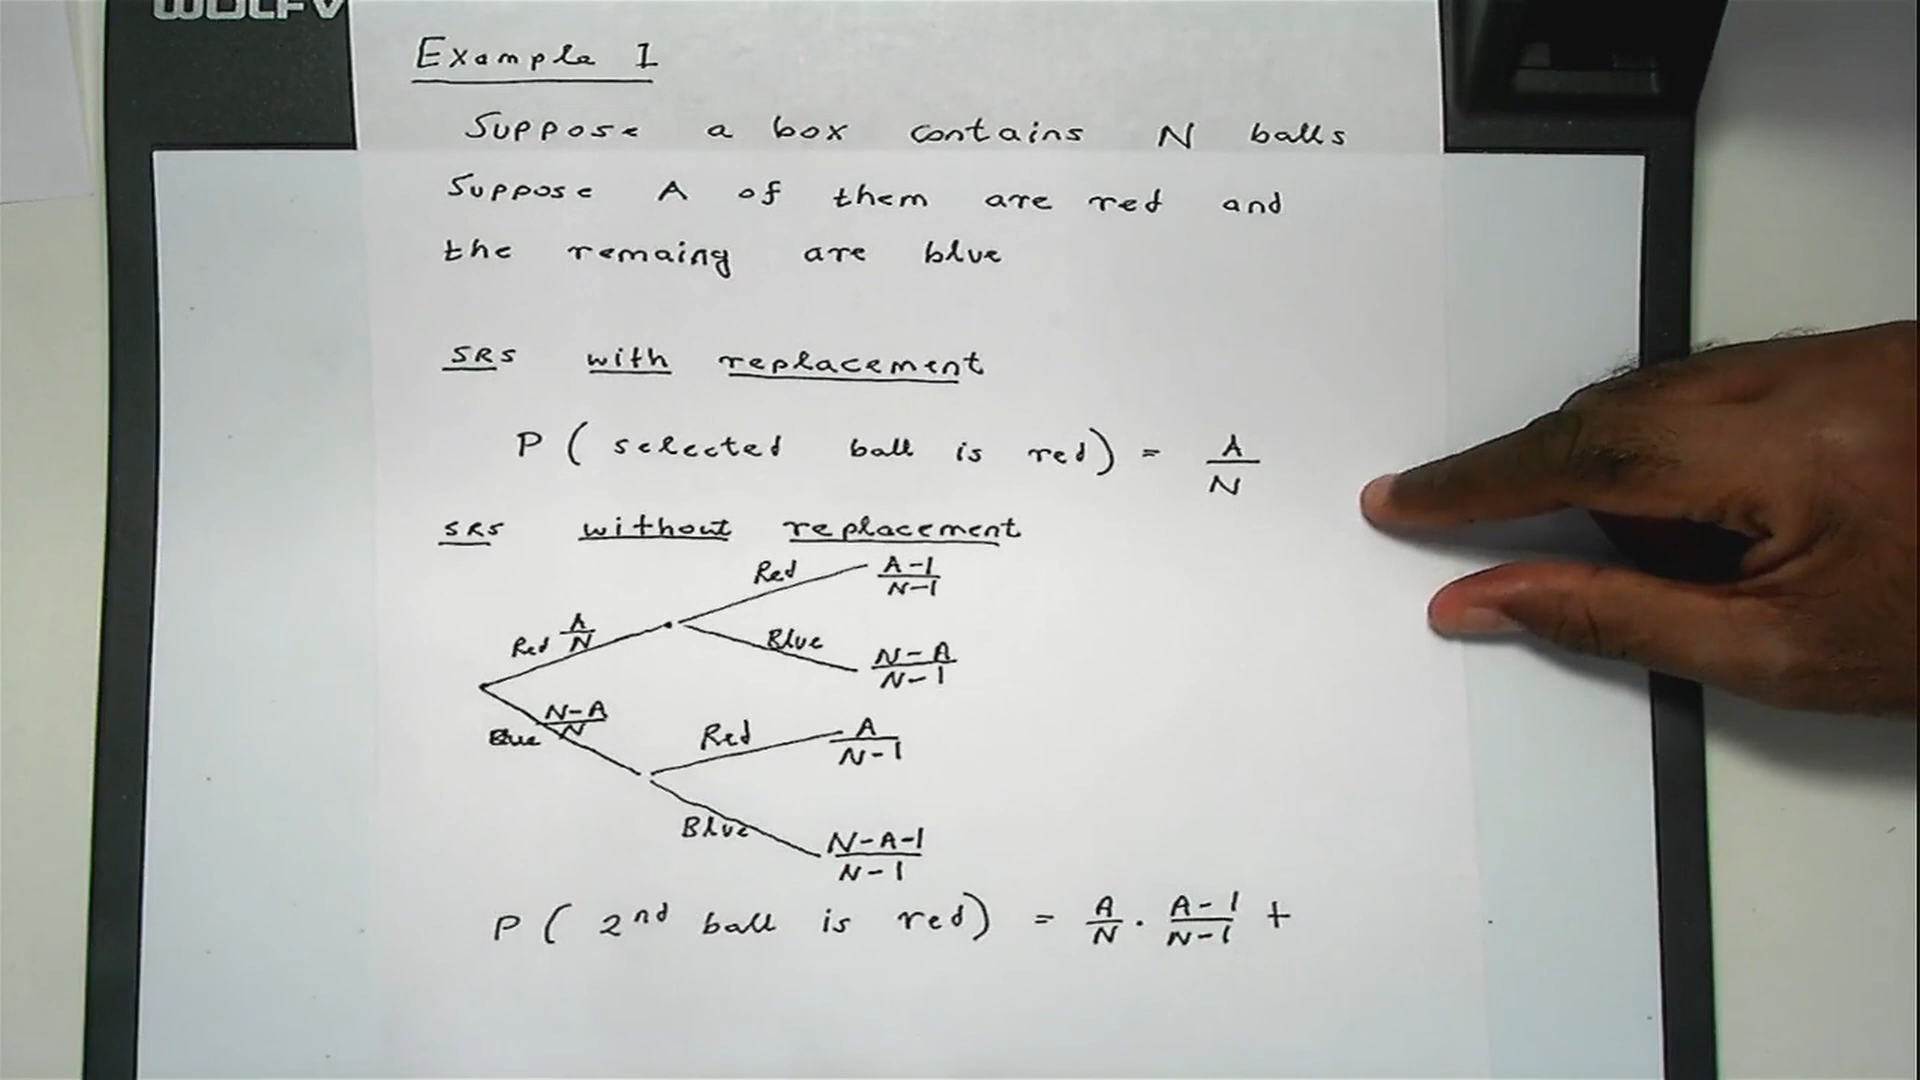 WOLFV
Example 1
Suppose a box contains N balls
Suppose A of them are red and
the remaing are blue
SRS with replacement
P ( selected ball is red) = A/N
SRS without replacement
Red A-1/N-1
Red A/N
Blue N-A/N-1
Blue N-A/N
Red A/N-1
Blue N-A-1/N-1
P ( 2nd ball is red) = A/N . A-1/N-1 +